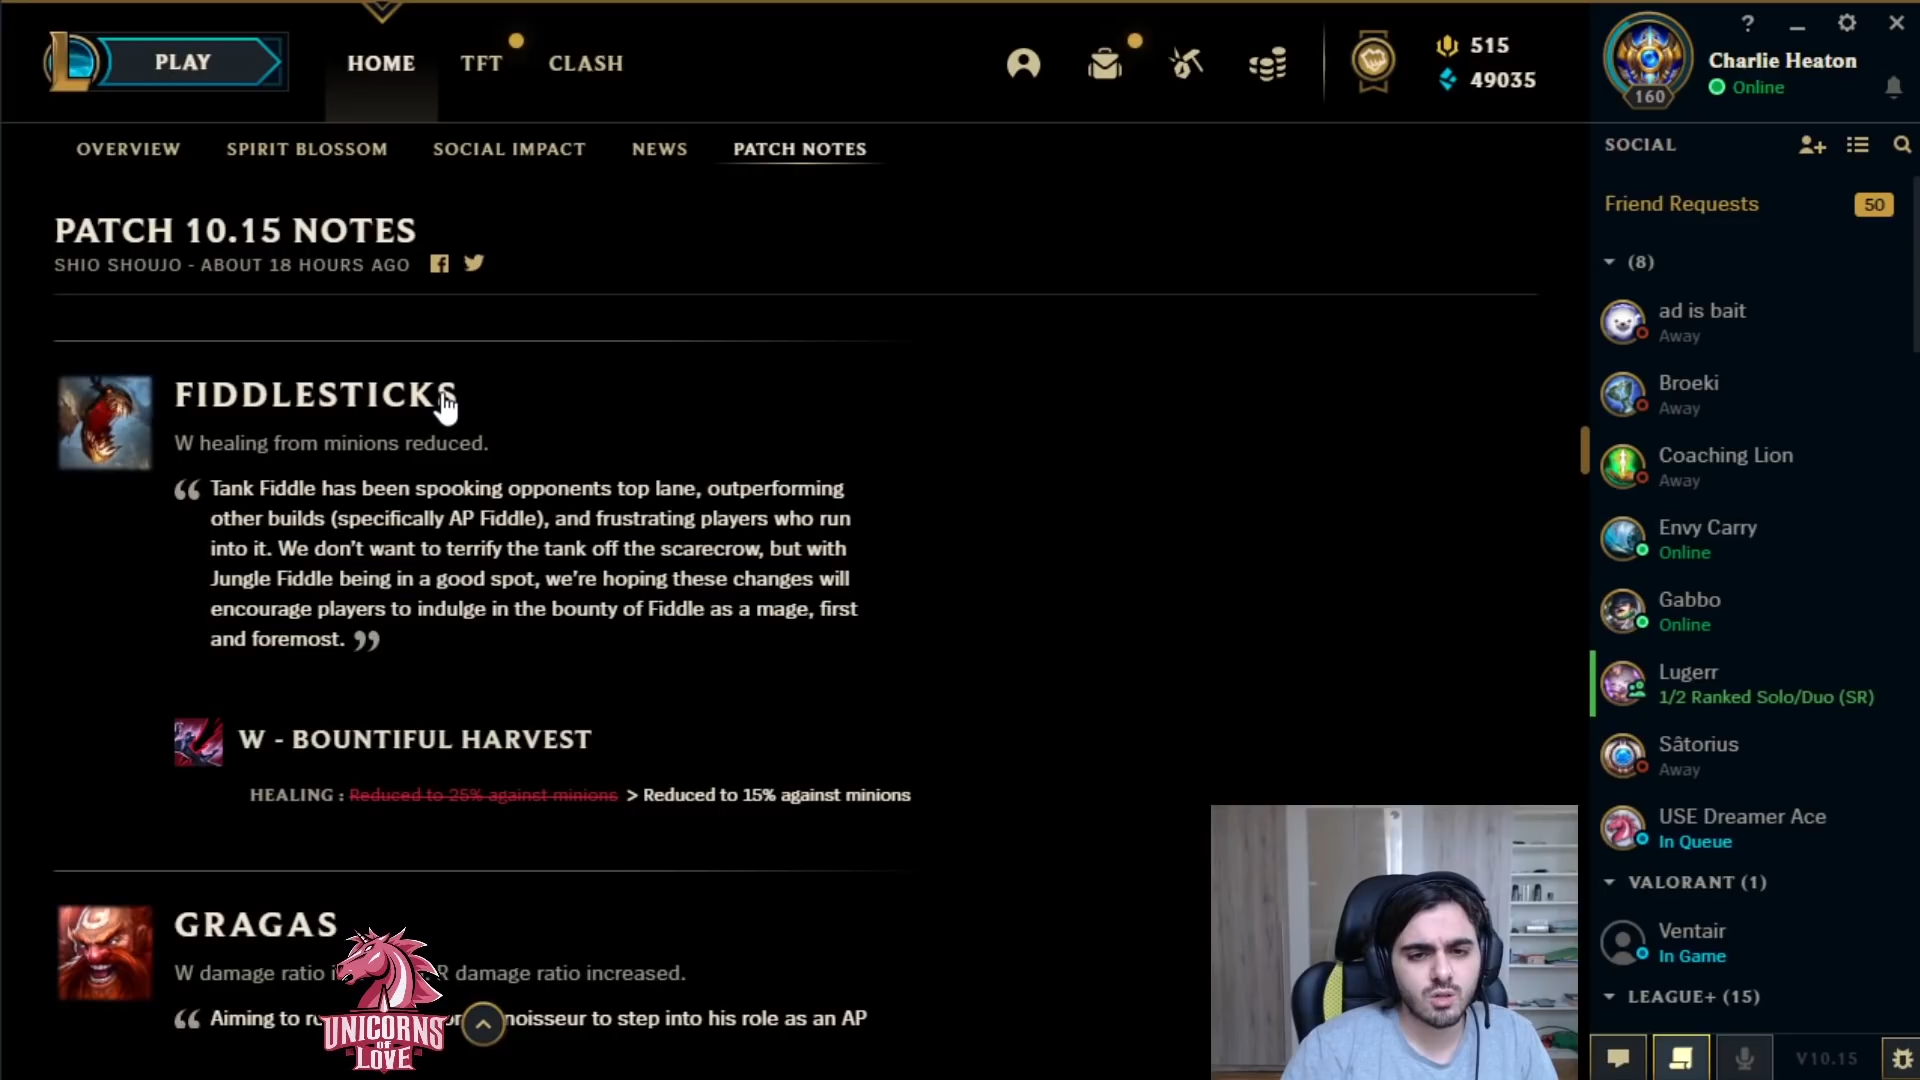 PLAY
HOME
TFT
CLASH
515
49035
160
Charlie Heaton
Online
OVERVIEW
SPIRIT BLOSSOM
SOCIAL IMPACT
NEWS
PATCH NOTES
SOCIAL
PATCH 10.15 NOTES
SHIO SHOUJO - ABOUT 18 HOURS AGO
FIDDLESTICKS
W healing from minions reduced.
“ Tank Fiddle has been spooking opponents top lane, outperforming
other builds (specifically AP Fiddle), and frustrating players who run
into it. We don’t want to terrify the tank off the scarecrow, but with
Jungle Fiddle being in a good spot, we’re hoping these changes will
encourage players to indulge in the bounty of Fiddle as a mage, first
and foremost. ”
W - BOUNTIFUL HARVEST
HEALING : Reduced to 25% against minions > Reduced to 15% against minions
GRAGAS
W damage ratio R damage ratio increased.
“ Aiming to noisseur to step into his role as an AP
UNICORNS
OF
LOVE
Friend Requests
50
(8)
ad is bait
Away
Broeki
Away
Coaching Lion
Away
Envy Carry
Online
Gabbo
Online
Lugerr
1/2 Ranked Solo/Duo (SR)
Sâtorius
Away
USE Dreamer Ace
In Queue
VALORANT (1)
Ventair
In Game
LEAGUE+ (15)
V10.15